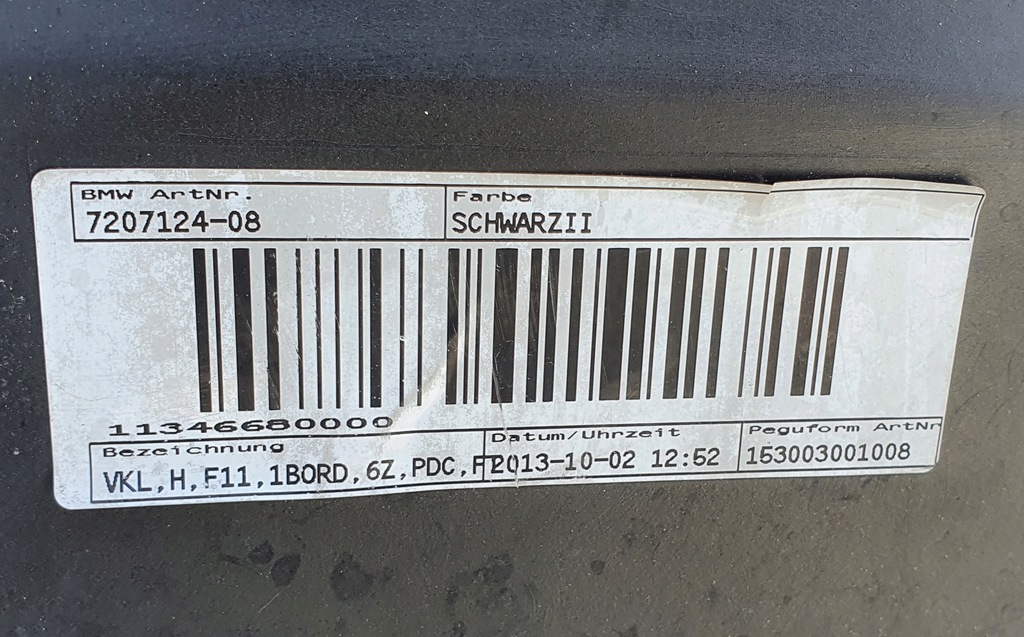 BMW ArtNr.
7207124-08
Farbe
SCHWARZII
11346680000
Bezeichnung
VKL,H,F11,1BORD,6Z,PDC,
Datum/Uhrzeit
2013-10-02 12:52
Peguform ArtNr
153003001008